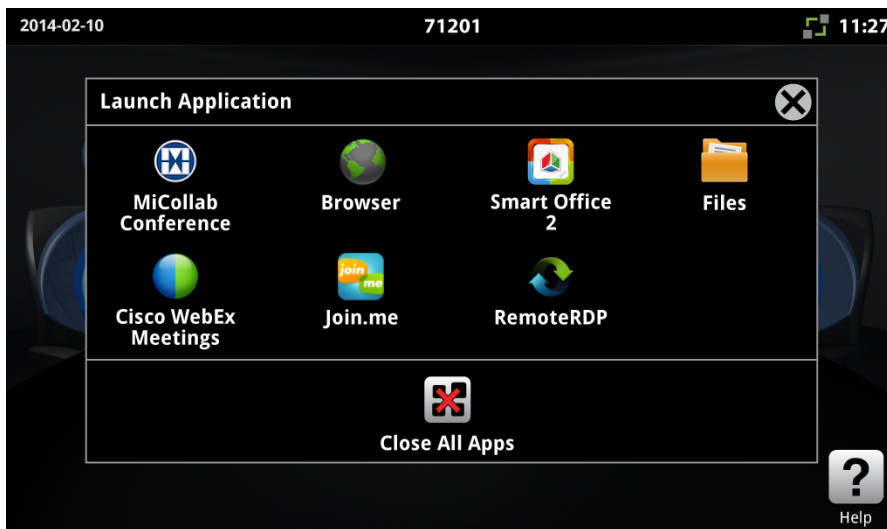 2014-02-10
71201
11:27
Launch Application
MiCollab
Conference
Browser
Smart Office
2
Files
Cisco WebEx
Meetings
join
me
Join.me
RemoteRDP
Close All Apps
?
Help